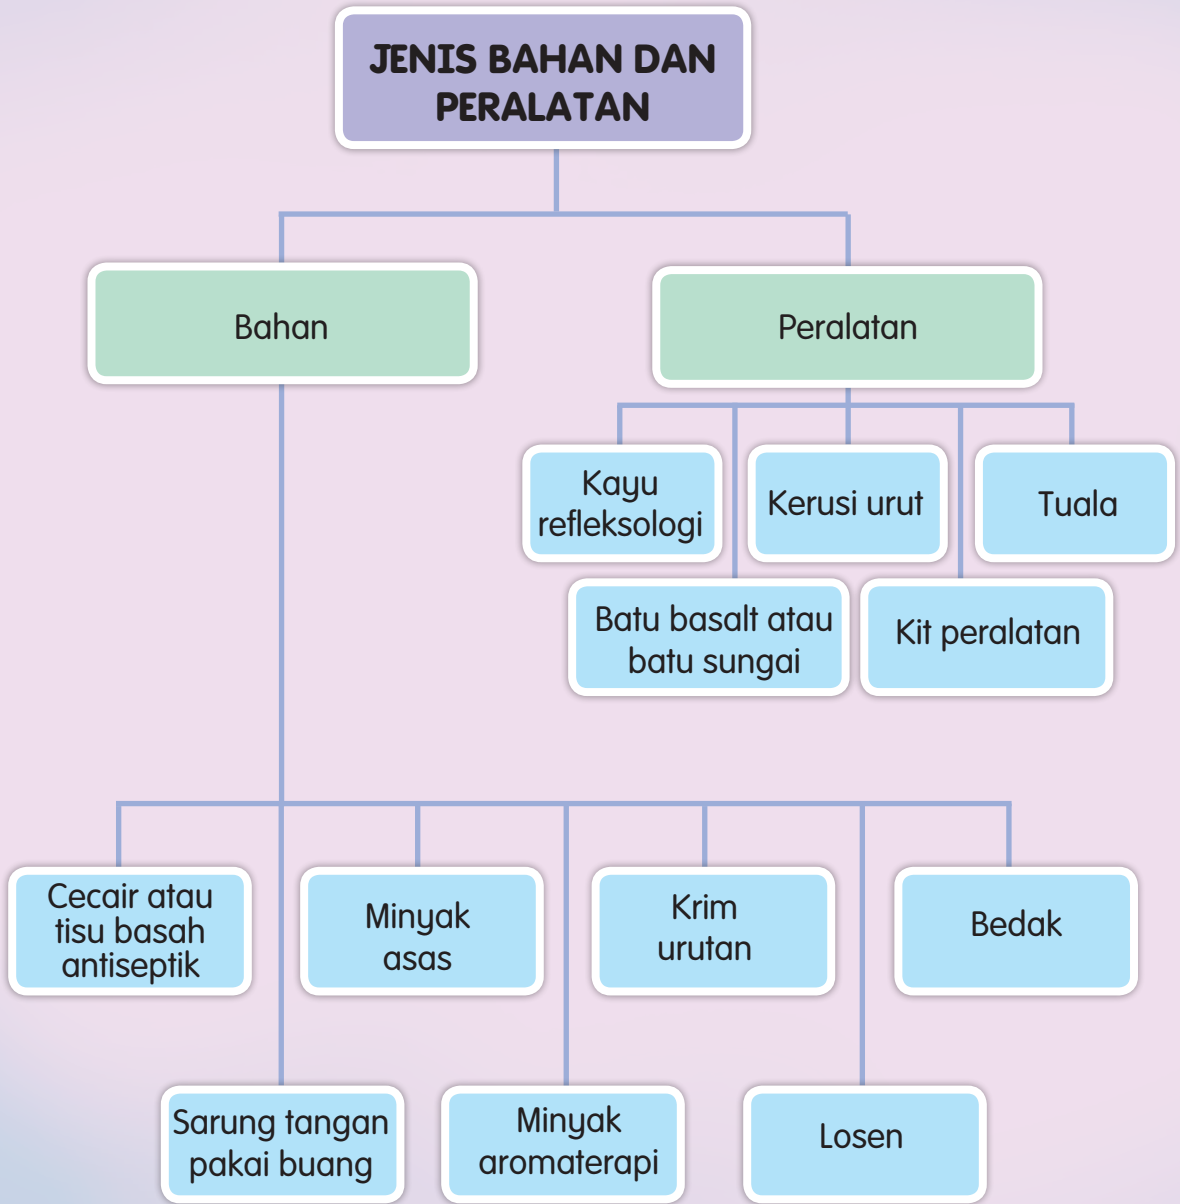 JENIS BAHAN DAN
PERALATAN
Bahan
Peralatan
Kayu
refleksologi
Kerusi urut
Tuala
Batu basalt atau
batu sungai
Kit peralatan
Cecair atau
tisu basah
antiseptik
Minyak
asas
Krim
urutan
Bedak
Sarung tangan
pakai buang
Minyak
aromaterapi
Losen